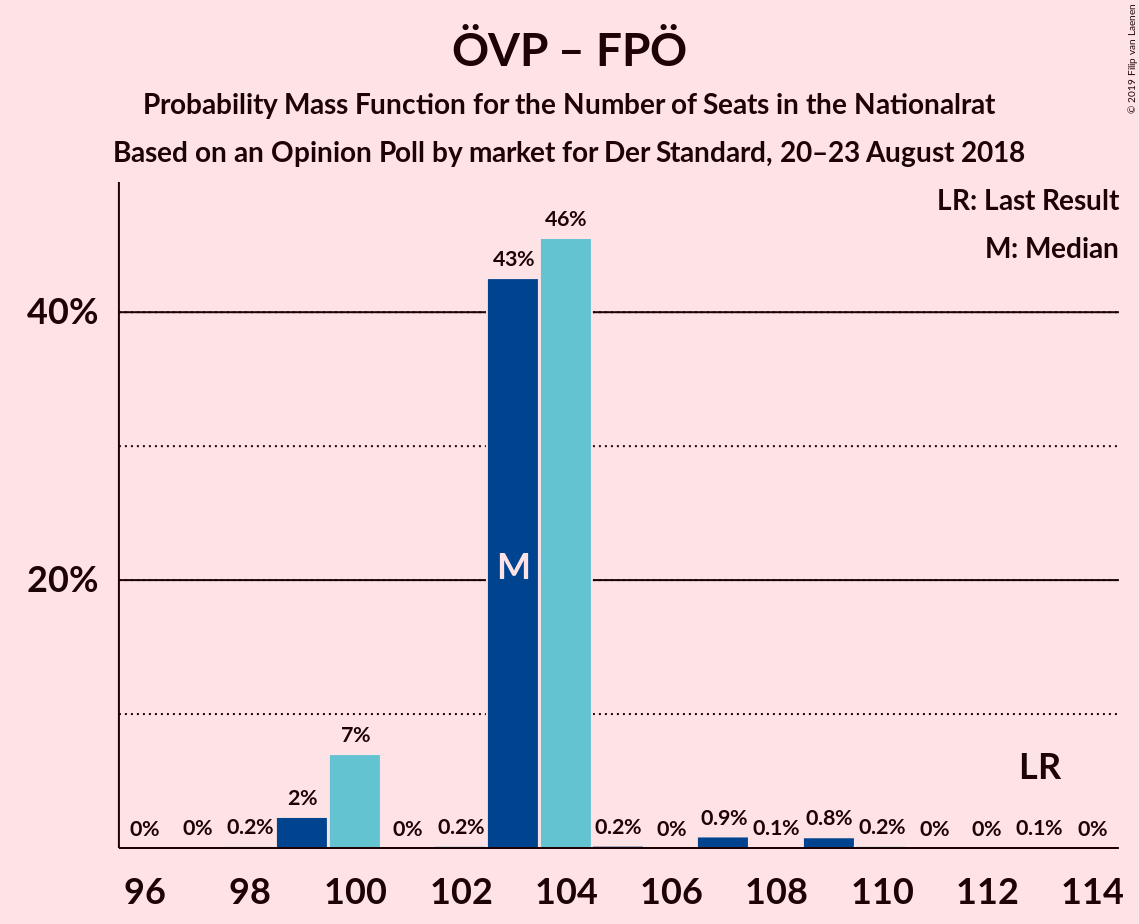 ÖVP – FPÖ
Probability Mass Function for the Number of Seats in the Nationalrat
Based on an Opinion Poll by market for Der Standard, 20–23 August 2018
© 2019 Filip van Laenen
LR: Last Result
M: Median
40%
20%
0% 0% 0.2% 2% 7% 0% 0.2% 43% 46% 0.2% 0% 0.9% 0.1% 0.8% 0.2% 0% 0% 0.1% 0%
M
LR
96 98 100 102 104 106 108 110 112 114